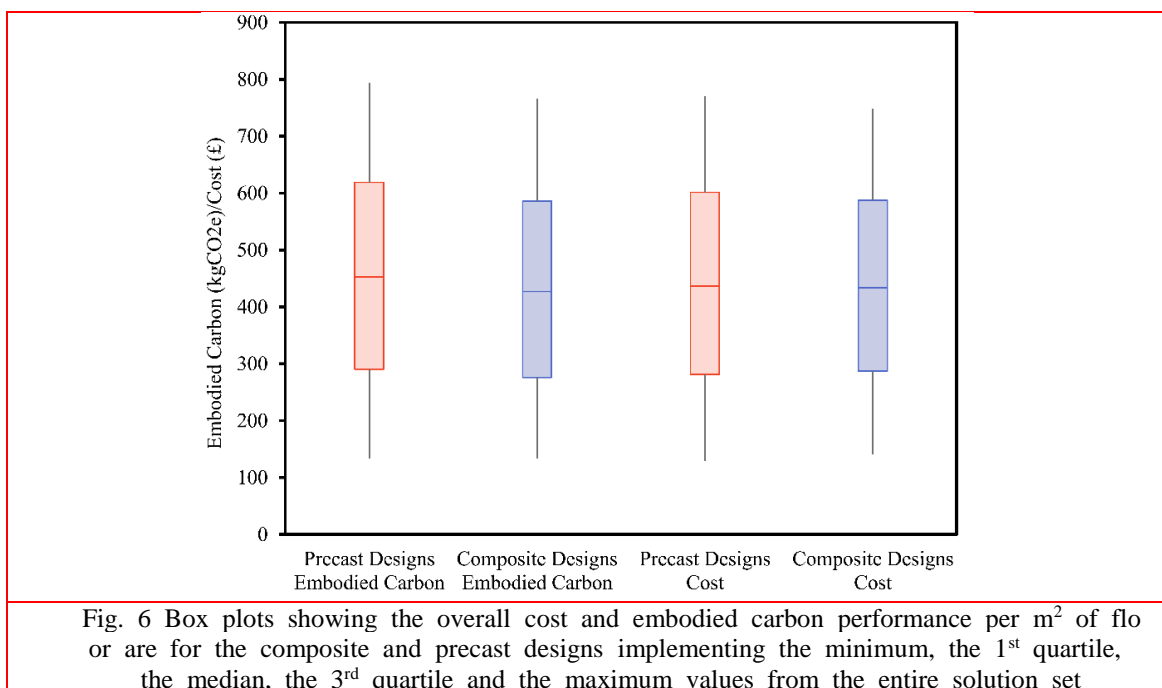 900
800
700
600
500
400
300
200
100
0
Embodied Carbon (kgCO2e)/Cost (£)
Precast Designs Composite Designs Precast Designs Composite Designs
Embodied Carbon Embodied Carbon Cost Cost
Fig. 6 Box plots showing the overall cost and embodied carbon performance per m² of flo
or are for the composite and precast designs implementing the minimum, the 1st quartile,
the median, the 3rd quartile and the maximum values from the entire solution set